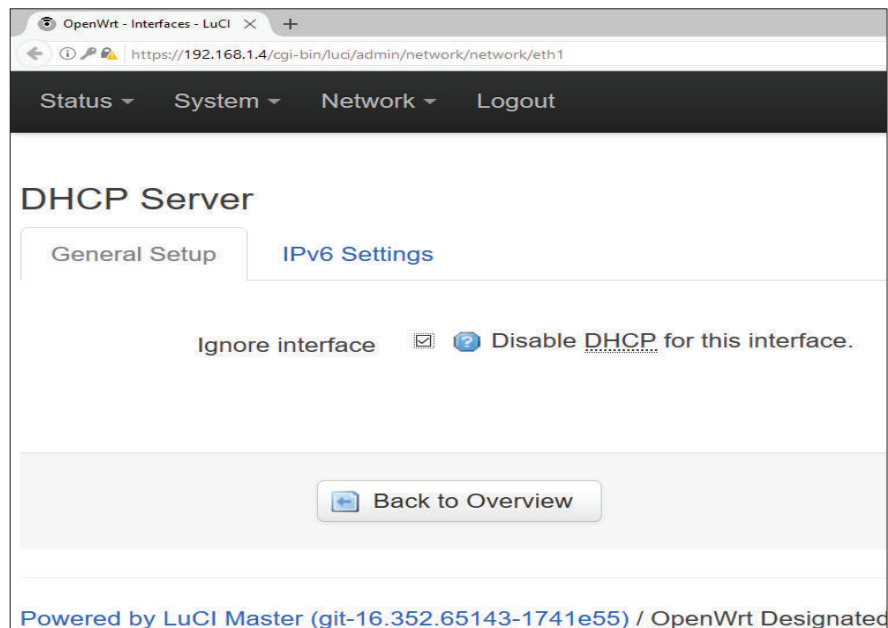 OpenWrt - Interfaces - LuCI
https://192.168.1.4/cgi-bin/luci/admin/network/network/eth1
Status System Network Logout
DHCP Server
General Setup IPv6 Settings
Ignore interface Disable DHCP for this interface.
Back to Overview
Powered by LuCI Master (git-16.352.65143-1741e55) / OpenWrt Designated